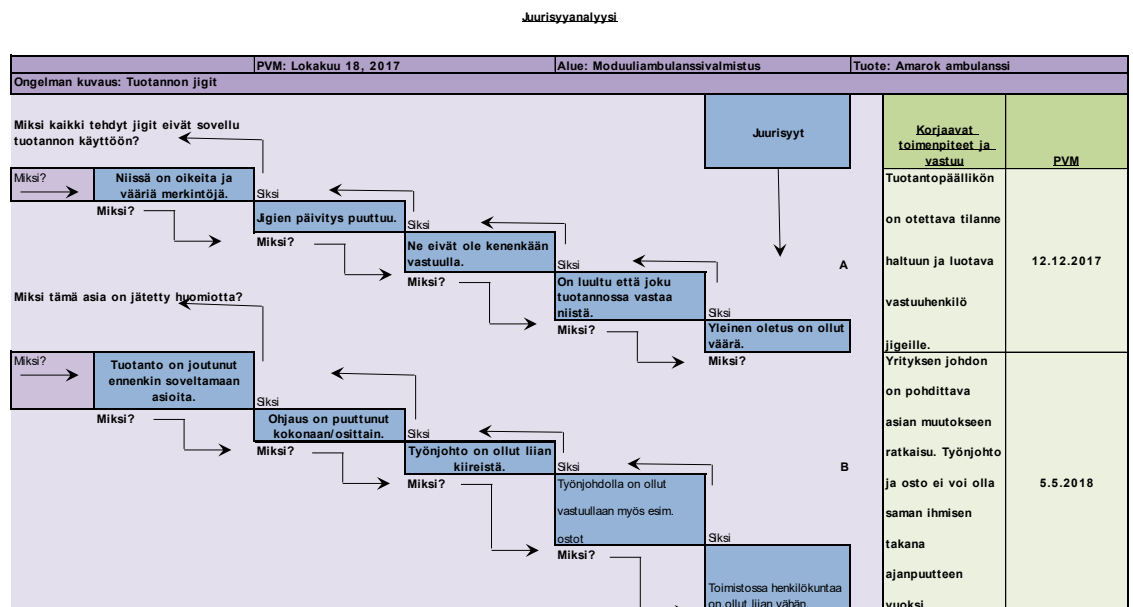 Juurisyyanalyysi
PVM: Lokakuu 18, 2017
Alue: Moduuliambulanssivalmistus
Tuote: Amarok ambulanssi
Ongelman kuvaus: Tuotannon jigit
Miksi kaikki tehdyt jigit eivät sovellu
tuotannon käyttöön?
Juurisyyt
Korjaavat
toimenpiteet ja
vastuu
PVM
Miksi?
Niissä on oikeita ja
vääriä merkintöjä.
Siksi
Miksi?
Jigien päivitys puuttuu.
Siksi
Miksi?
Ne eivät ole kenenkään
vastuulla.
Siksi
Miksi?
On luultu että joku
tuotannossa vastaa
niistä.
Siksi
Miksi?
Yleinen oletus on ollut
väärä.
Miksi?
A
Tuotantopäällikön
on otettava tilanne
haltuun ja luotava
vastuuhenkilö
jigeille.
12.12.2017
Miksi tämä asia on jätetty huomiotta?
Miksi?
Tuotanto on joutunut
ennenkin soveltamaan
asioita.
Siksi
Miksi?
Ohjaus on puuttunut
kokonaan/osittain.
Siksi
Miksi?
Työnjohto on ollut liian
kiireistä.
Siksi
Miksi?
Työnjohdolla on ollut
vastuullaan myös esim.
ostot
Siksi
Miksi?
Toimistossa henkilökuntaa
on ollut liian vähän
B
Yrityksen johdon
on pohdittava
asian muutokseen
ratkaisu. Työnjohto
ja osto ei voi olla
saman ihmisen
takana
ajanpuutteen
vuoksi
5.5.2018